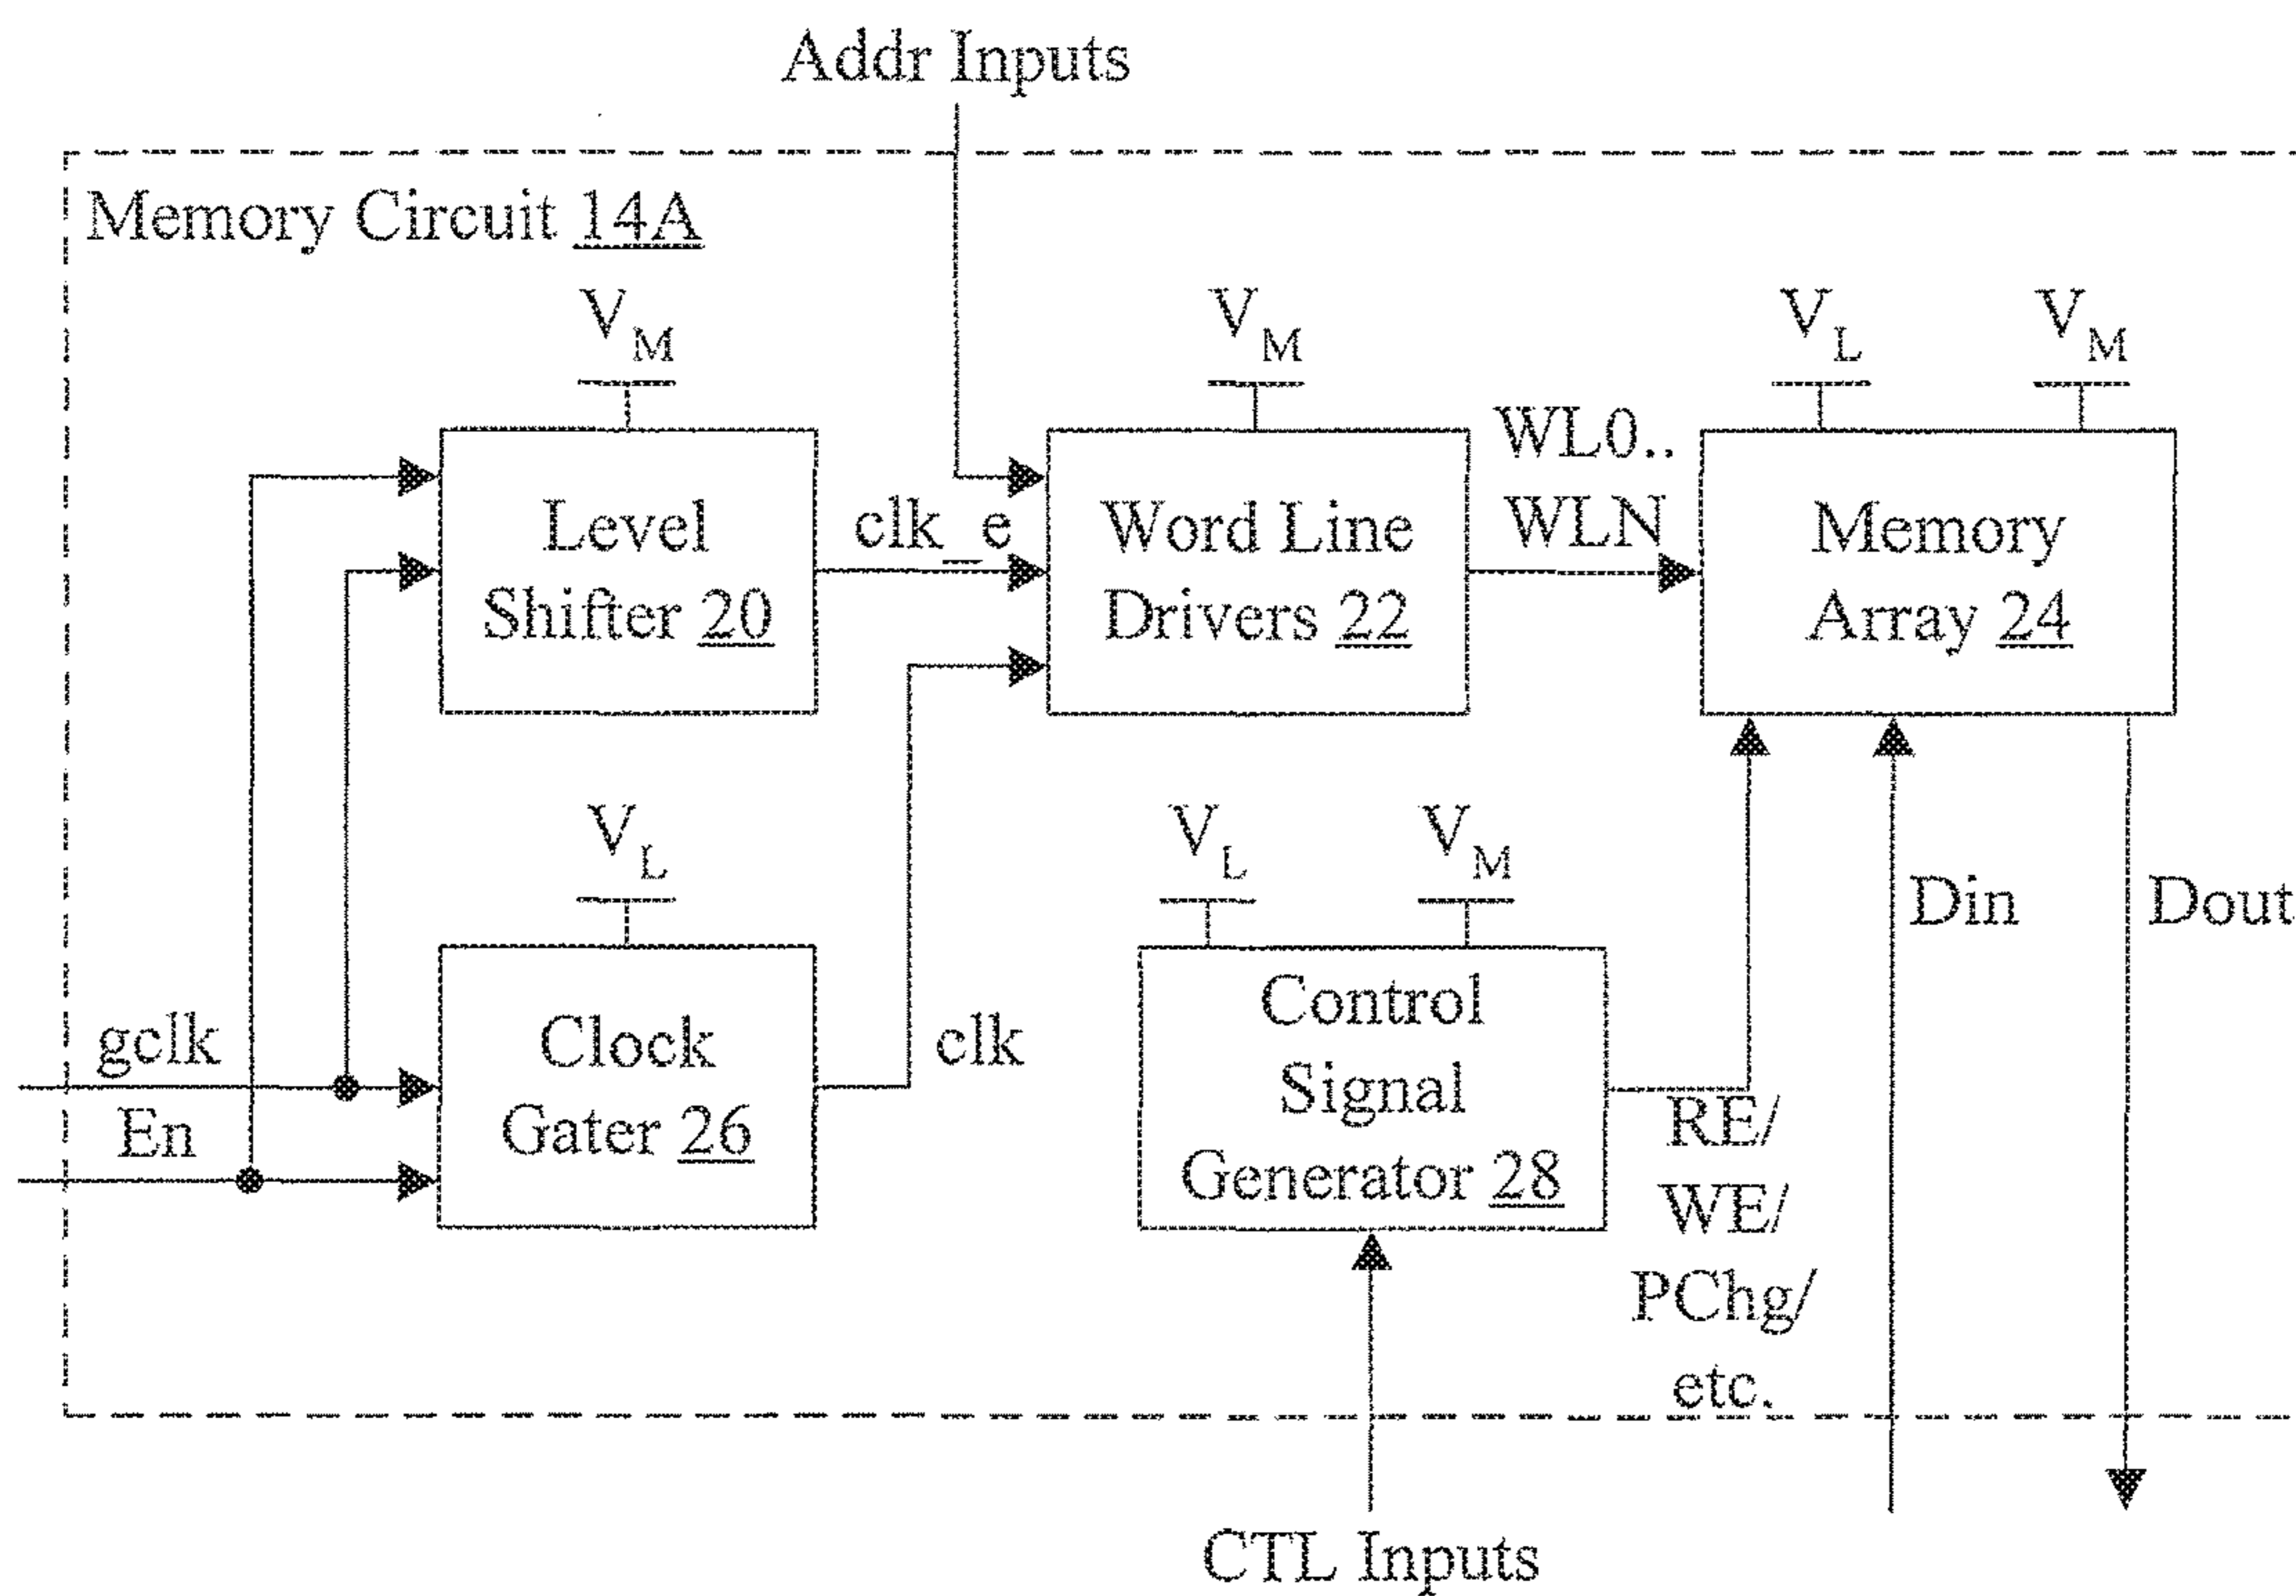 Addr Inputs
Memory Circuit 14A
VM
VM
VL
VM
Level
Shifter 20
clk_e
Word Line
Drivers 22
WL0..
WLN
Memory
Array 24
VL
VL
VM
Din
Dout
gclk
En
Clock
Gater 26
clk
Control
Signal
Generator 28
RE/
WE/
PChg/
etc.
CTL Inputs